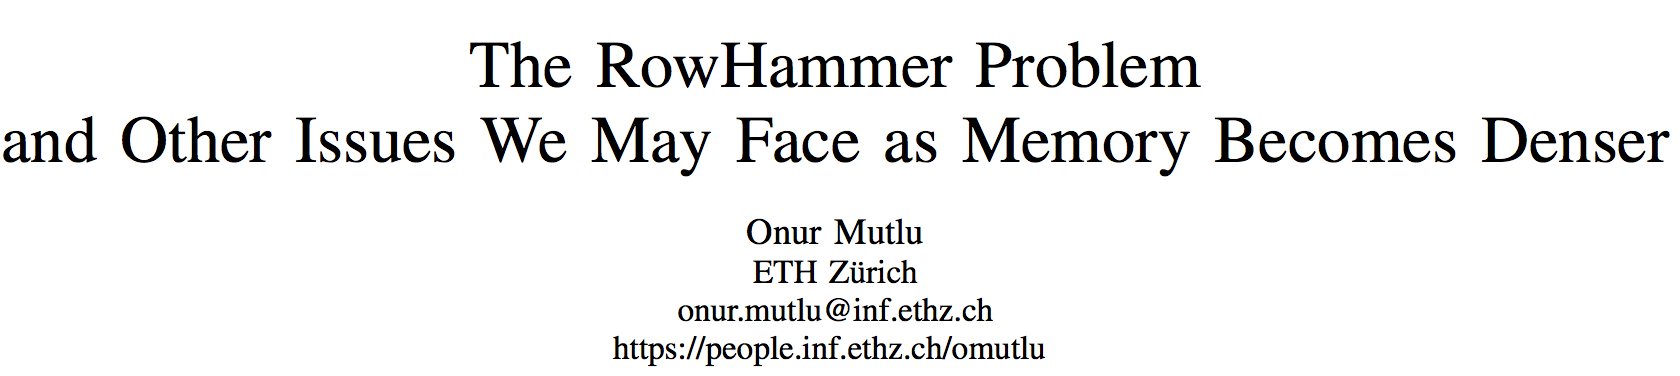 The RowHammer Problem
and Other Issues We May Face as Memory Becomes Denser
Onur Mutlu
ETH Zürich
onur.mutlu@inf.ethz.ch
https://people.inf.ethz.ch/omutlu